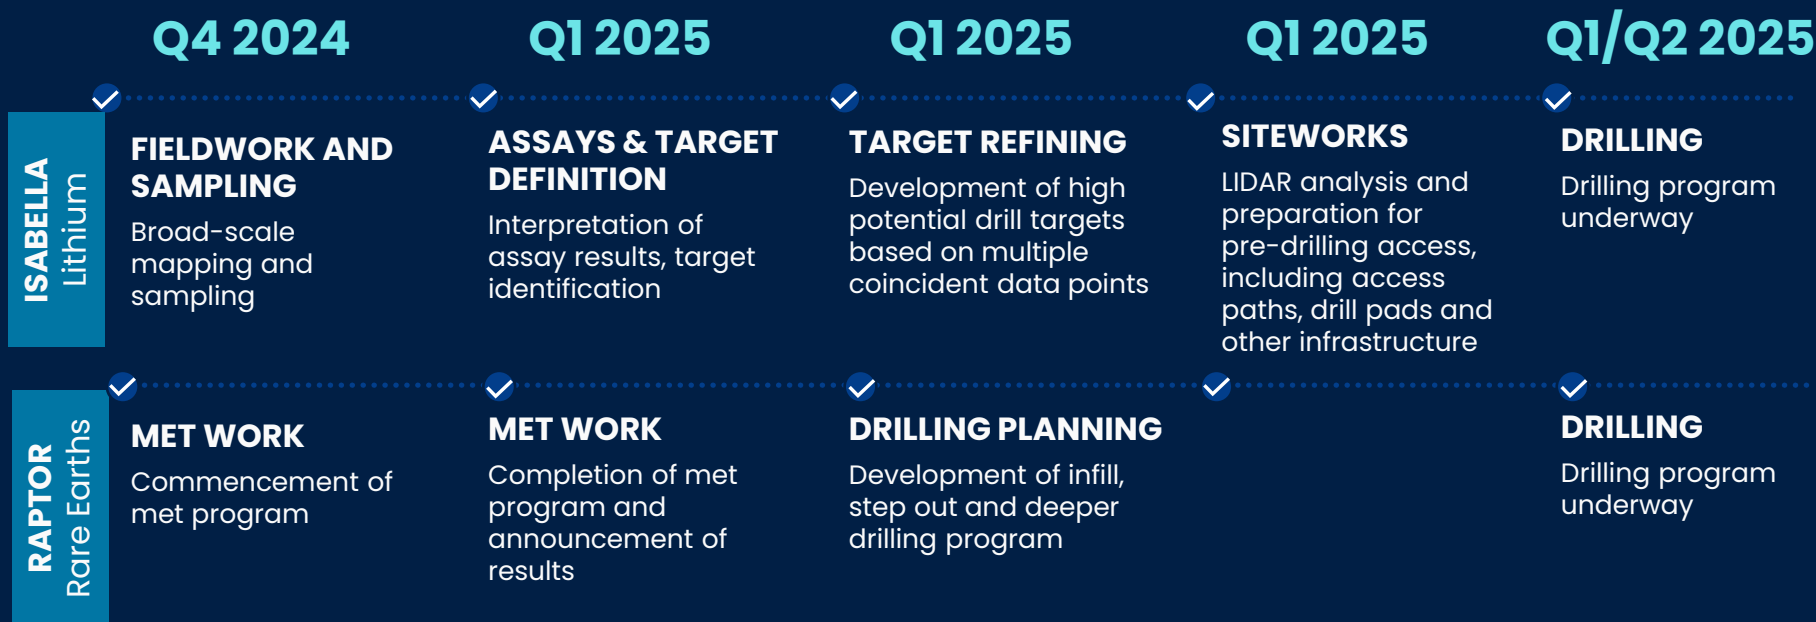 Q4 2024
Q1 2025
Q1 2025
Q1 2025
Q1/Q2 2025
ISABELLA
Lithium
FIELDWORK AND
SAMPLING
Broad-scale
mapping and
sampling
ASSAYS & TARGET
DEFINITION
Interpretation of
assay results, target
identification
TARGET REFINING
Development of high
potential drill targets
based on multiple
coincident data points
SITEWORKS
LIDAR analysis and
preparation for
pre-drilling access,
including access
paths, drill pads and
other infrastructure
DRILLING
Drilling program
underway
RAPTOR
Rare Earths
MET WORK
Commencement of
met program
MET WORK
Completion of met
program and
announcement of
results
DRILLING PLANNING
Development of infill,
step out and deeper
drilling program
DRILLING
Drilling program
underway